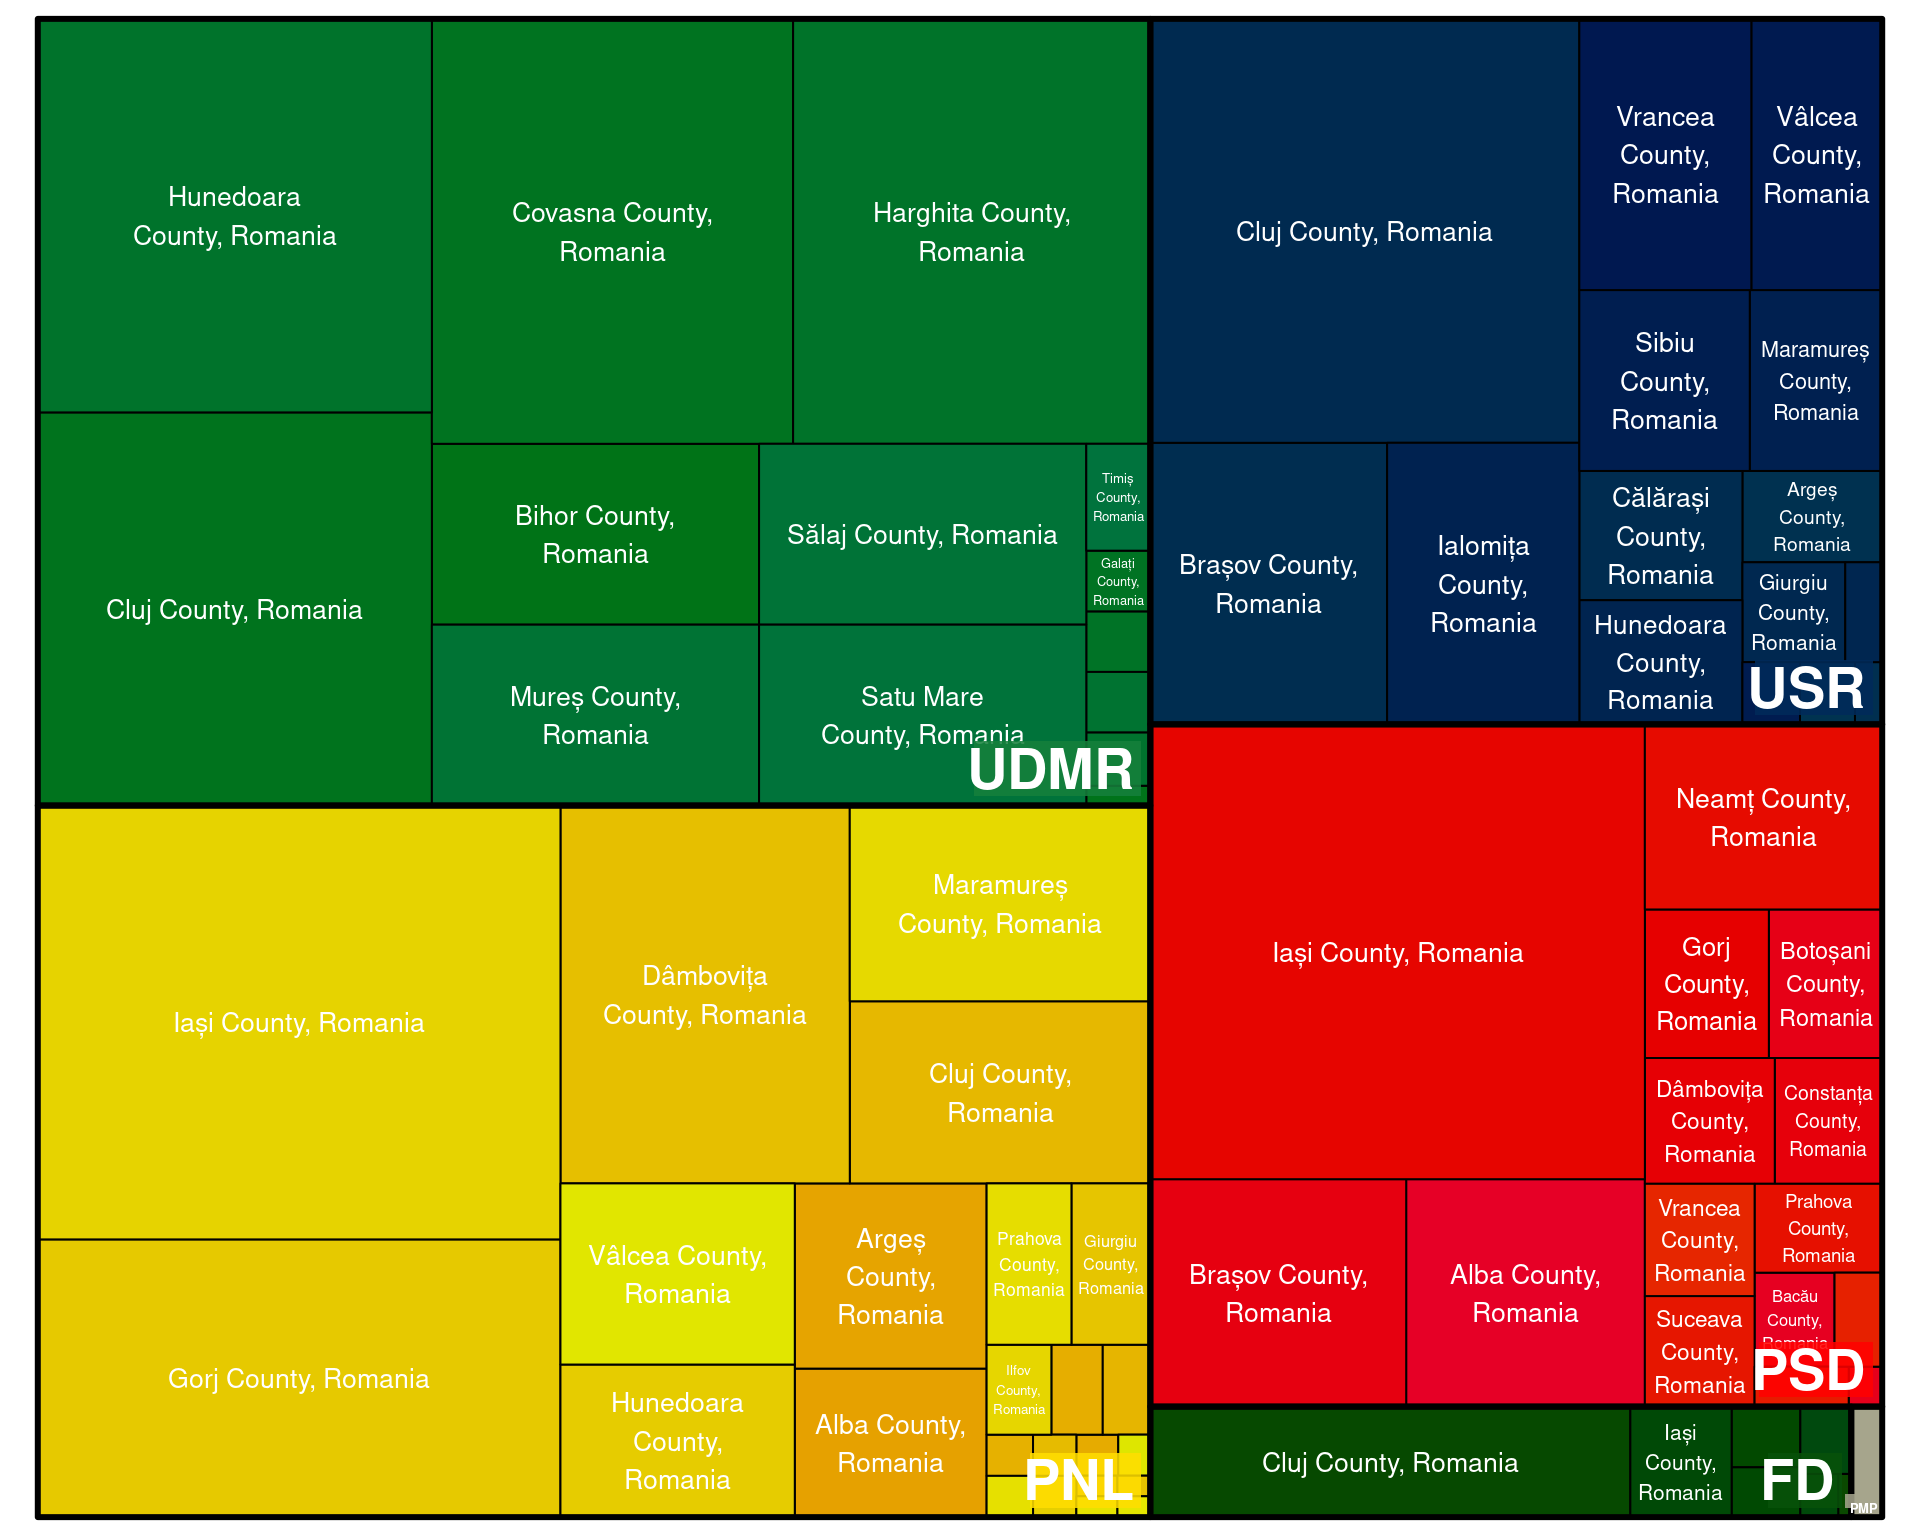 Hunedoara
County, Romania
Covasna County,
Romania
Harghita County,
Romania
Cluj County, Romania
Bihor County,
Romania
Sălaj County, Romania
Timiș
County,
Romania
Galați
County,
Romania
Mureș County,
Romania
Satu Mare
County, Romania
UDMR
Cluj County, Romania
Vrancea
County,
Romania
Vâlcea
County,
Romania
Sibiu
County,
Romania
Maramureș
County,
Romania
Brașov County,
Romania
Ialomița
County,
Romania
Călărași
County,
Romania
Argeș
County,
Romania
Giurgiu
County,
Romania
Hunedoara
County,
Romania
USR
Iași County, Romania
Gorj County, Romania
Dâmbovița
County, Romania
Maramureș
County, Romania
Cluj County,
Romania
Vâlcea County,
Romania
Hunedoara
County,
Romania
Argeș
County,
Romania
Alba County,
Romania
Prahova
County,
Romania
Giurgiu
County,
Romania
Ilfov
County,
Romania
PNL
Iași County, Romania
Neamț County,
Romania
Gorj
County,
Romania
Botoșani
County,
Romania
Dâmbovița
County,
Romania
Constanța
County,
Romania
Brașov County,
Romania
Alba County,
Romania
Vrancea
County,
Romania
Prahova
County,
Romania
Suceava
County,
Romania
Bacău
County,
Romania
PSD
Cluj County, Romania
Iași
County,
Romania
FD
PMP